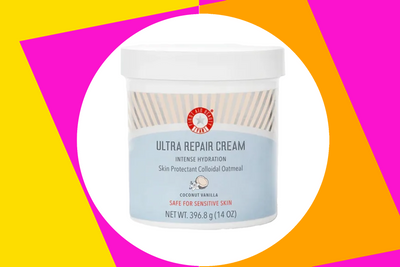 ULTRA REPAIR CREAM
INTENSE HYDRATION
Skin Protectant Colloidal Oatmeal
COCONUT VANILLA
SAFE FOR SENSITIVE SKIN
NET WT. 396.8 g (14 OZ)